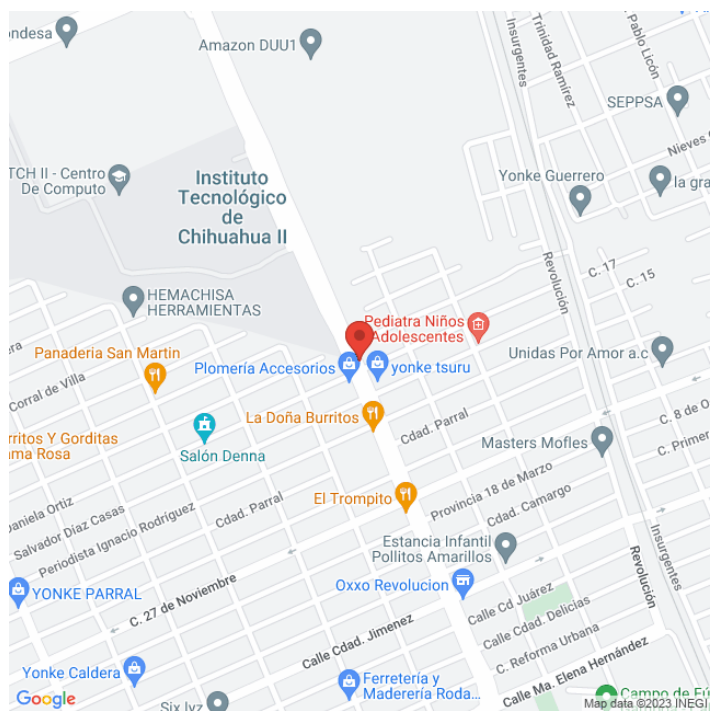 ondesa
Amazon DUU1
Insurgentes
Trinidad Ramírez
Pablo Licón
SEPPSA
Nieves
TCH II - Centro
De Computo
Instituto
Tecnológico
de
Chihuahua II
Yonke Guerrero
la gra
Revolución
C. 17
C. 15
HEMACHISA
HERRAMIENTAS
Pediatra Niños
Adolescentes
Panaderia San Martin
Unidas Por Amor a.c
Plomería Accesorios
yonke tsuru
Corral de Villa
La Doña Burritos
Cdad. Parral
C. 8 de O
rritos Y Gorditas
ama Rosa
Salón Denna
Masters Mofles
C. Primer
Daniela Ortiz
Salvador Diaz Casas
Periodista Ignacio Rodríguez
Cdad. Parral
El Trompito
Provincia 18 de Marzo
Cdad. Camargo
Insurgentes
Estancia Infantil
Pollitos Amarillos
Revolución
YONKE PARRAL
C. 27 de Noviembre
Oxxo Revolucion
Calle Cd Juárez
Calle Cdad. Delicias
Calle Cdad. Jimenez
C. Reforma Urbana
Calle Ma. Elena Hernández
Yonke Caldera
Ferretería y
Maderería Roda...
Campo de Fú
Google
Map data ©2023 INEGI